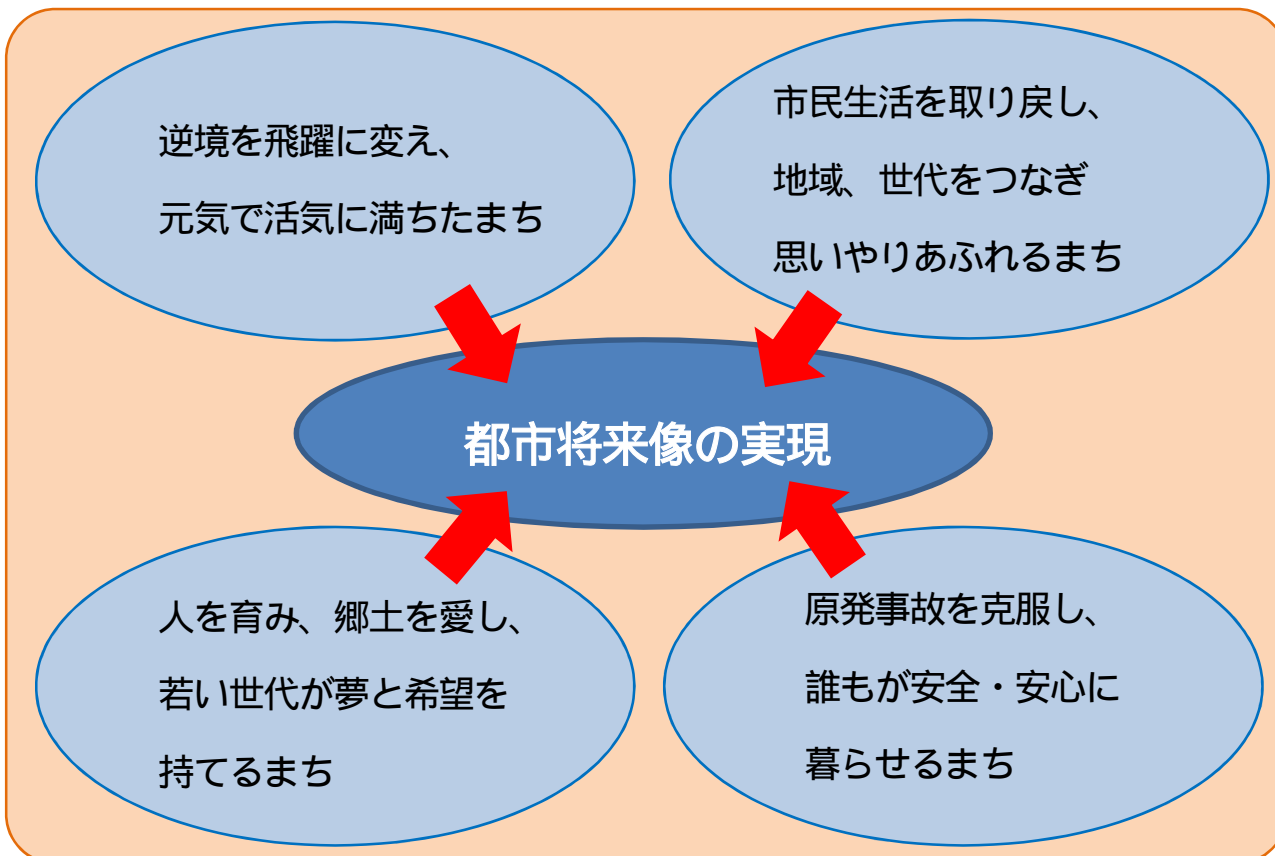 逆境を飛躍に変え、
元気で活気に満ちたまち
市民生活を取り戻し、
地域、世代をつなぎ
思いやりあふれるまち
都市将来像の実現
人を育み、郷土を愛し、
若い世代が夢と希望を
持てるまち
原発事故を克服し、
誰もが安全・安心に
暮らせるまち